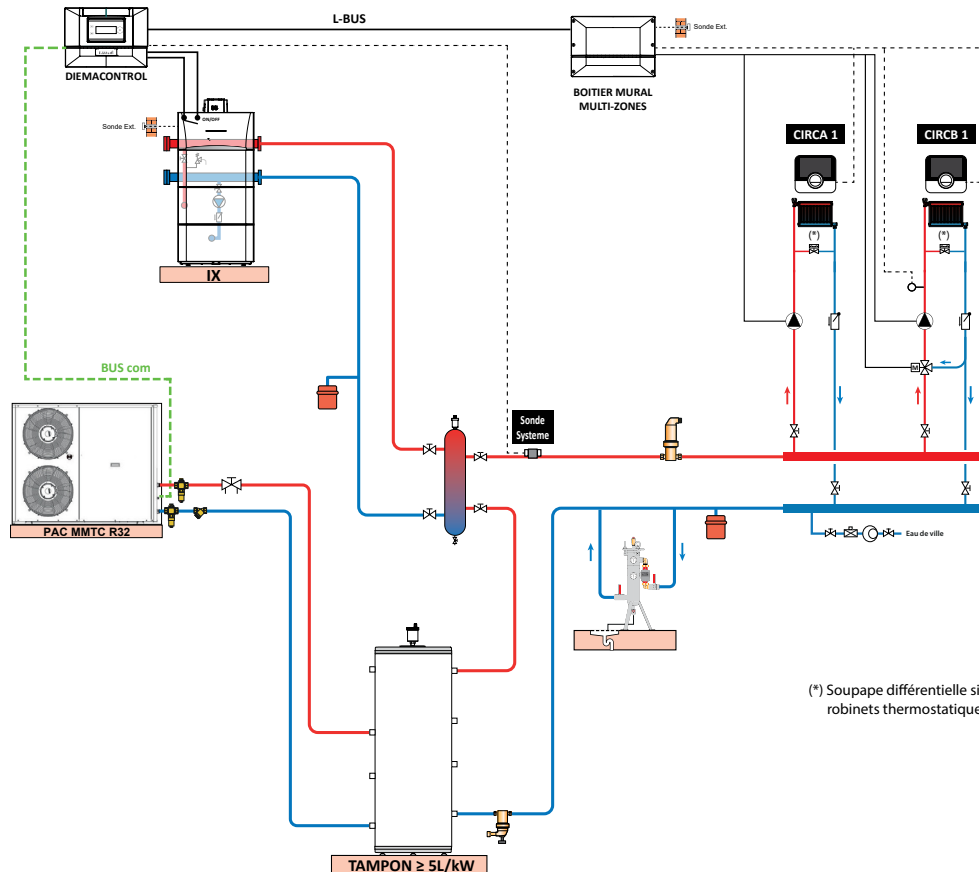 L-BUS
Sonde Ext.
DIEMACONTROL
BOITIER MURAL
MULTI-ZONES
ON/OFF
Sonde Ext.
CIRCA 1
CIRCB 1
(*)
(*)
IX
BUS com
M
Sonde
Systeme
PAC MMTC R32
Eau de ville
(*) Soupape différentielle si
robinets thermostatique
TAMPON ≥ 5L/kW